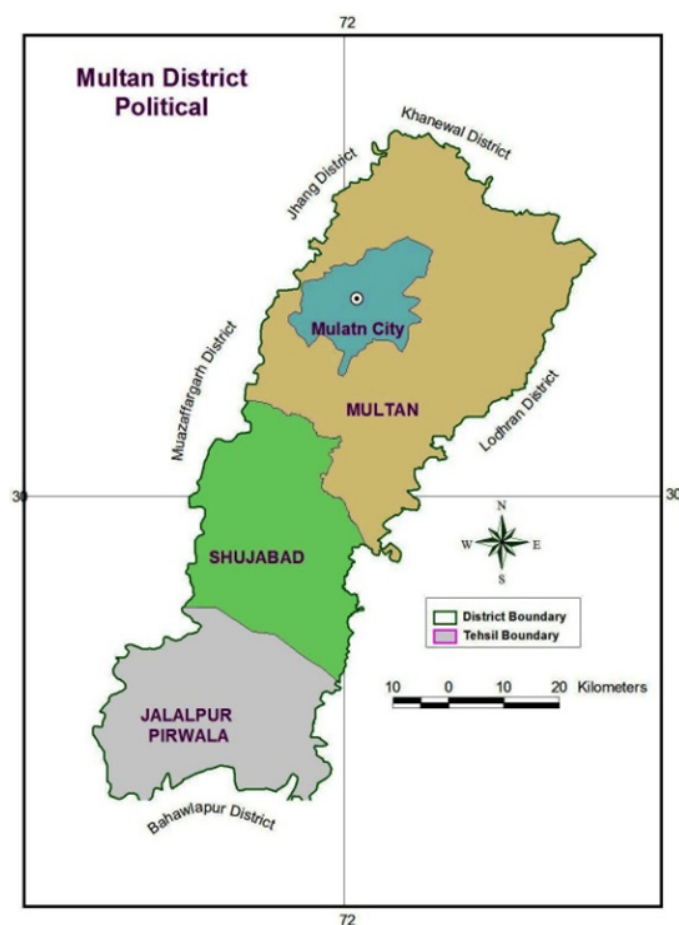 72
Multan District
Political
Khanewal District
Jhang District
Mulatn City
Muazaffargarh District
MULTAN
Lodhran District
30
30
N
W E
S
SHUJABAD
District Boundary
Tehsil Boundary
10 0 10 20 Kilometers
JALALPUR
PIRWALA
Bahawlapur District
72